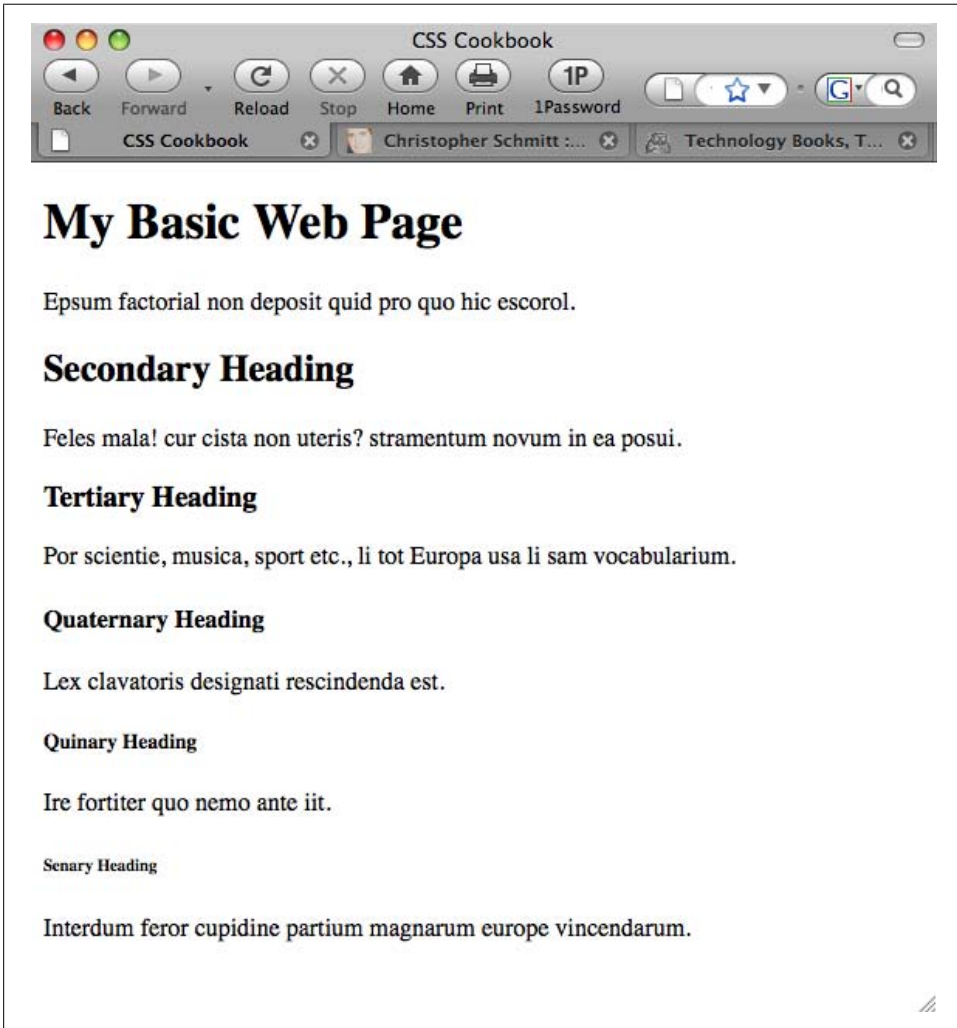 CSS Cookbook
1P
G
Back Forward Reload Stop Home Print 1Password
CSS Cookbook Christopher Schmitt :... Technology Books, T...
My Basic Web Page
Epsum factorial non deposit quid pro quo hic escorol.
Secondary Heading
Feles mala! cur cista non uteris? stramentum novum in ea posui.
Tertiary Heading
Por scientie, musica, sport etc., li tot Europa usa li sam vocabularium.
Quaternary Heading
Lex clavatoris designati rescindenda est.
Quinary Heading
Ire fortiter quo nemo ante iit.
Senary Heading
Interdum feror cupidine partium magnarum europe vincendarum.